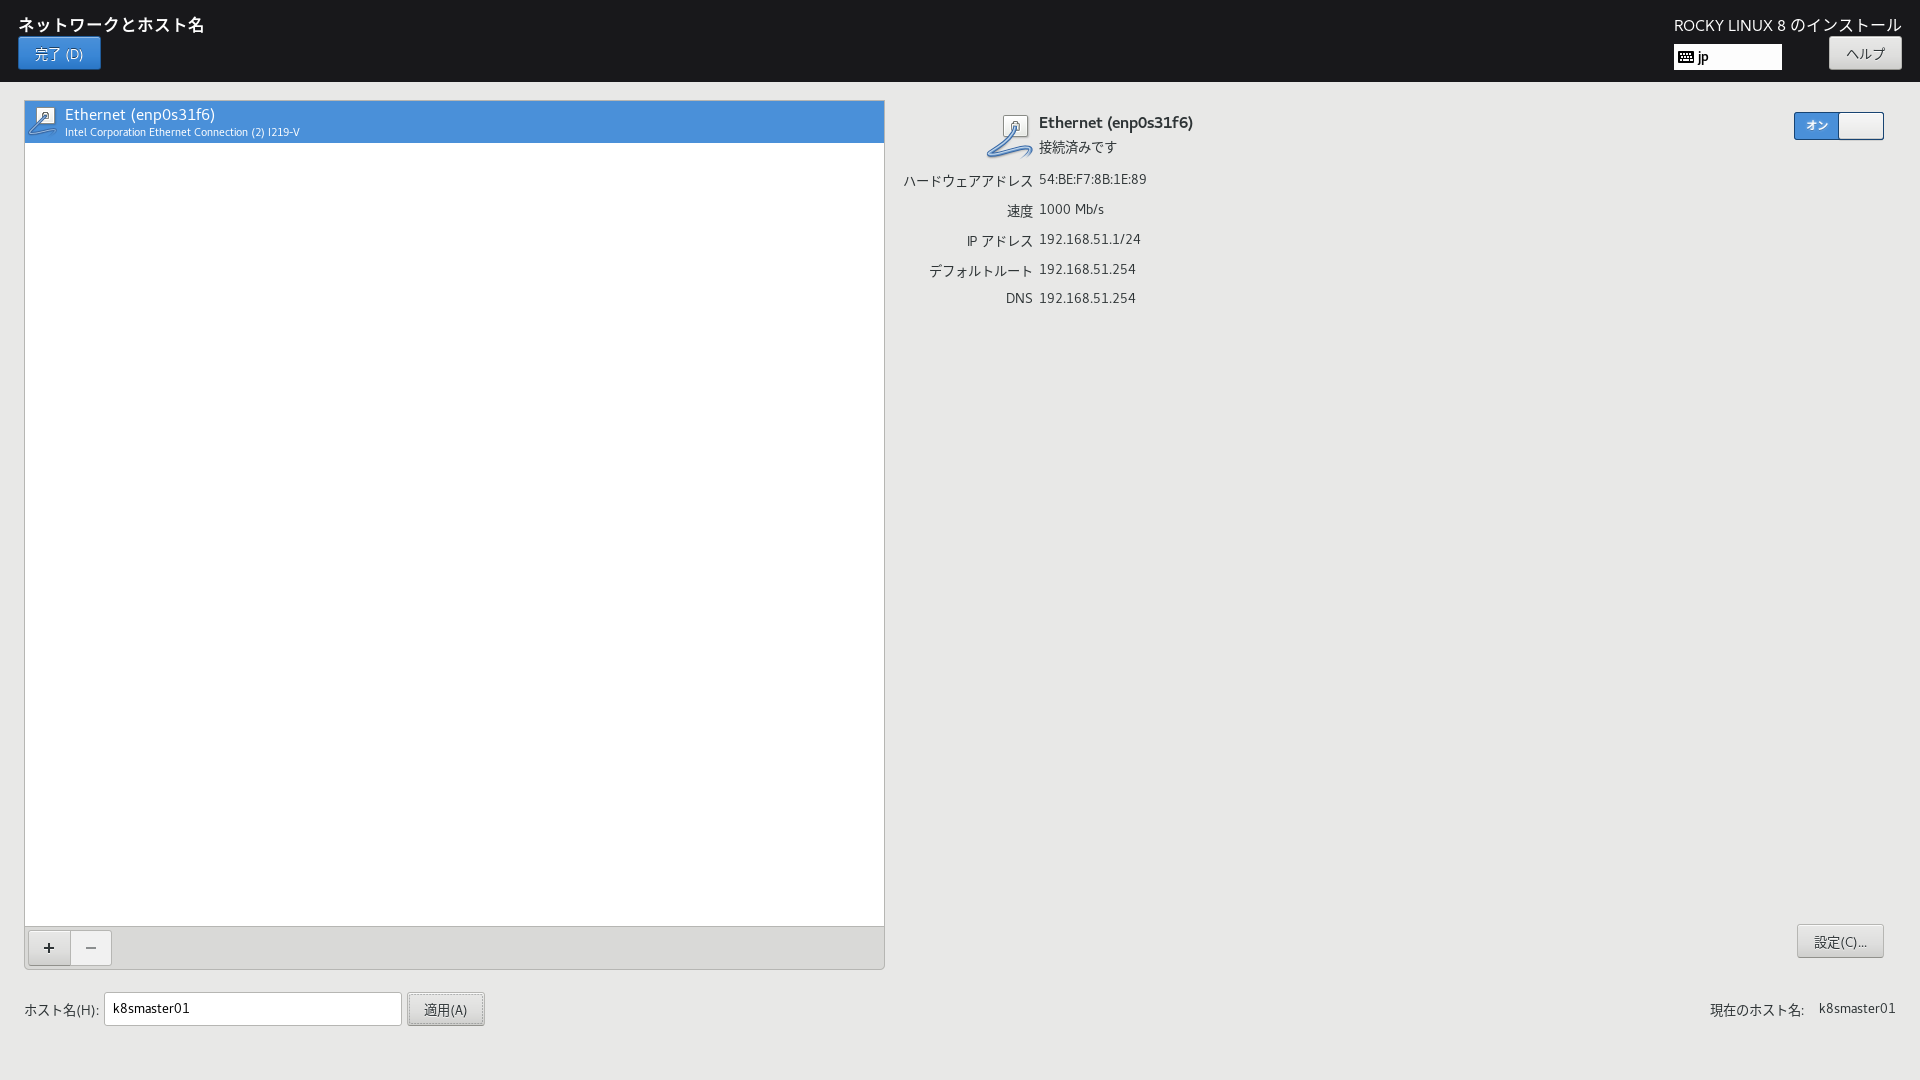 ネットワークとホスト名
完了 (D)
ROCKY LINUX 8 のインストール
jp
ヘルプ
Ethernet (enp0s31f6)
Intel Corporation Ethernet Connection (2) I219-V
Ethernet (enp0s31f6)
接続済みです
オン
ハードウェアアドレス 54:BE:F7:8B:1E:89
速度 1000 Mb/s
IP アドレス 192.168.51.1/24
デフォルトルート 192.168.51.254
DNS 192.168.51.254
+ −
設定(C)...
ホスト名(H): k8smaster01 適用(A)
現在のホスト名: k8smaster01